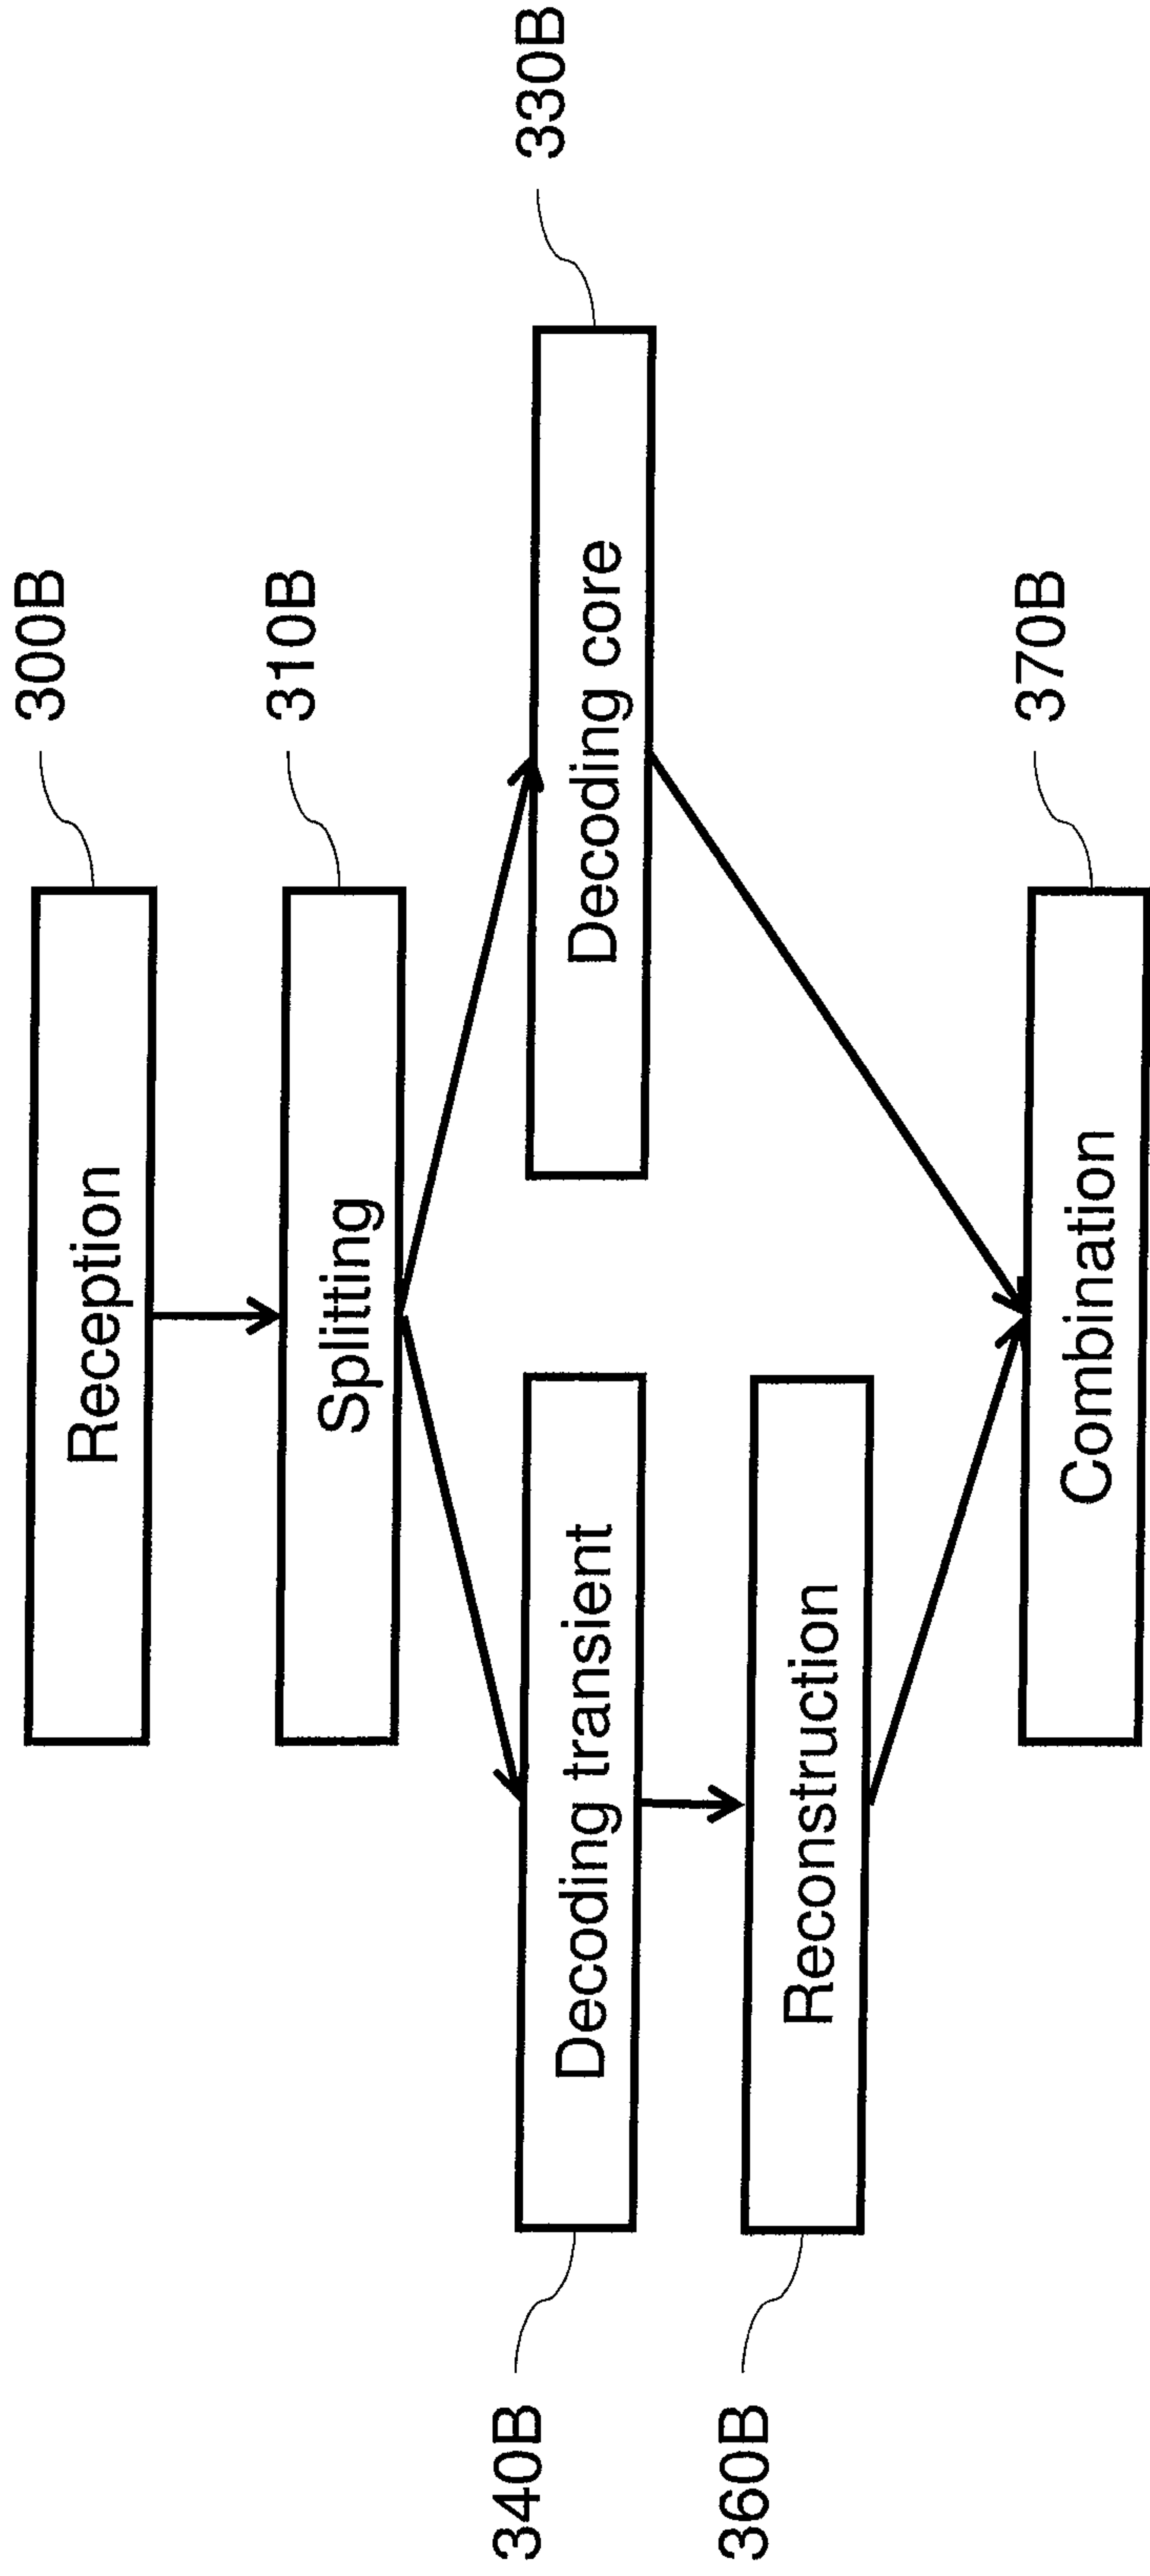 Reception
300B
Splitting
310B
340B
Decoding transient
Decoding core
330B
360B
Reconstruction
Combination
370B